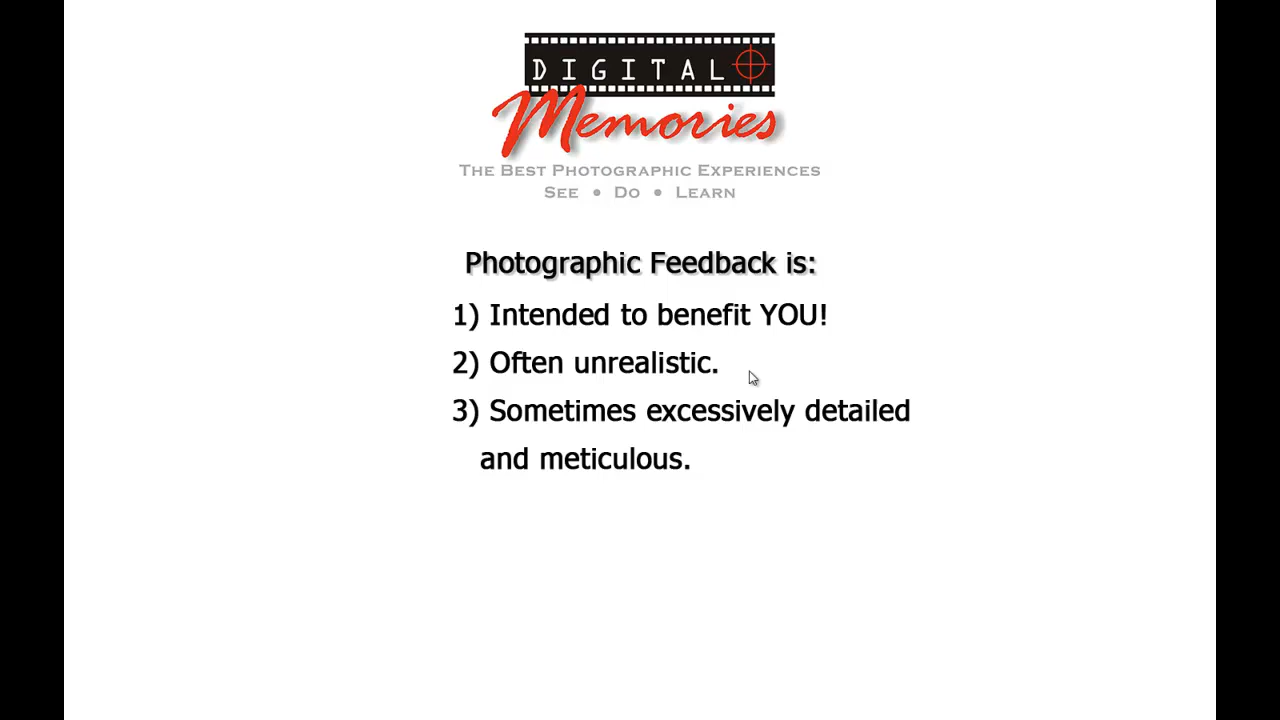 DIGITAL
Memories
THE BEST PHOTOGRAPHIC EXPERIENCES
SEE • DO • LEARN
Photographic Feedback is:
1) Intended to benefit YOU!
2) Often unrealistic.
3) Sometimes excessively detailed
and meticulous.